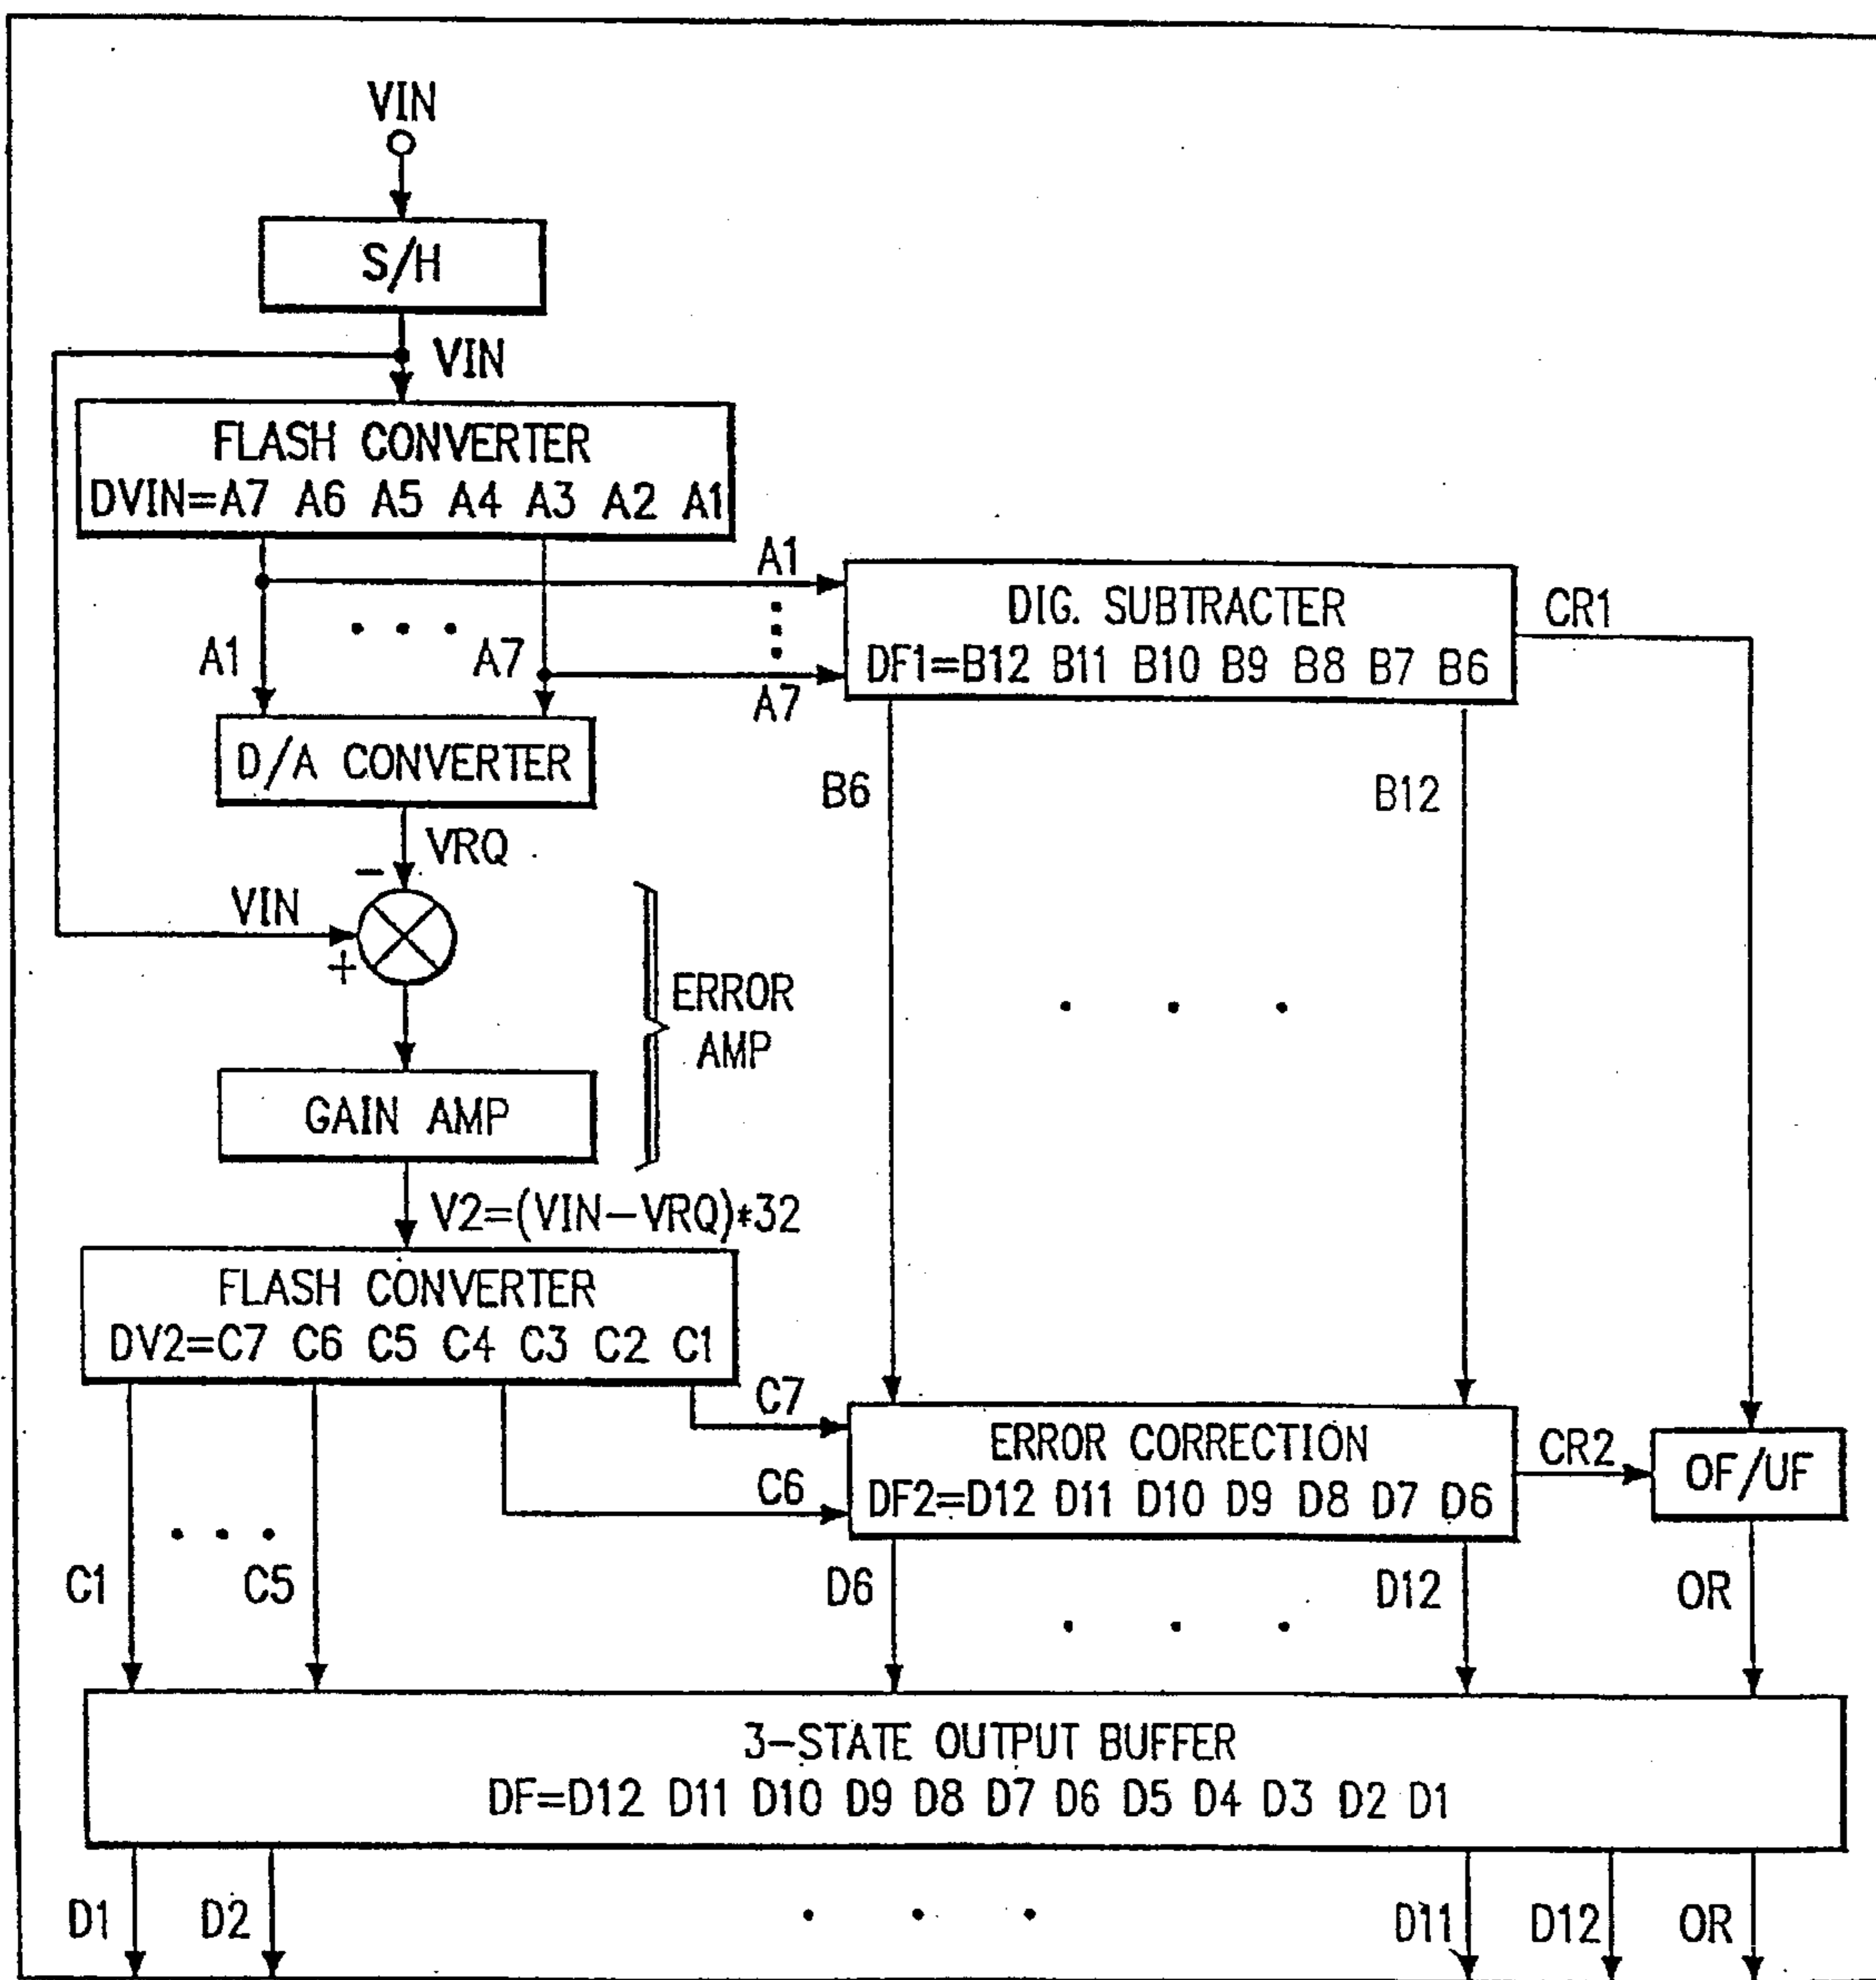 VIN
S/H
VIN
FLASH CONVERTER
DVIN=A7 A6 A5 A4 A3 A2 A1
A1
A7
A1
A7
DIG. SUBTRACTER
DF1=B12 B11 B10 B9 B8 B7 B6
CR1
D/A CONVERTER
B6
B12
VRQ
-
VIN
+
ERROR
AMP
GAIN AMP
V2=(VIN-VRQ)*32
FLASH CONVERTER
DV2=C7 C6 C5 C4 C3 C2 C1
C7
C6
ERROR CORRECTION
DF2=D12 D11 D10 D9 D8 D7 D6
CR2
OF/UF
C1
C5
D6
D12
OR
3-STATE OUTPUT BUFFER
DF=D12 D11 D10 D9 D8 D7 D6 D5 D4 D3 D2 D1
D1
D2
D11
D12
OR